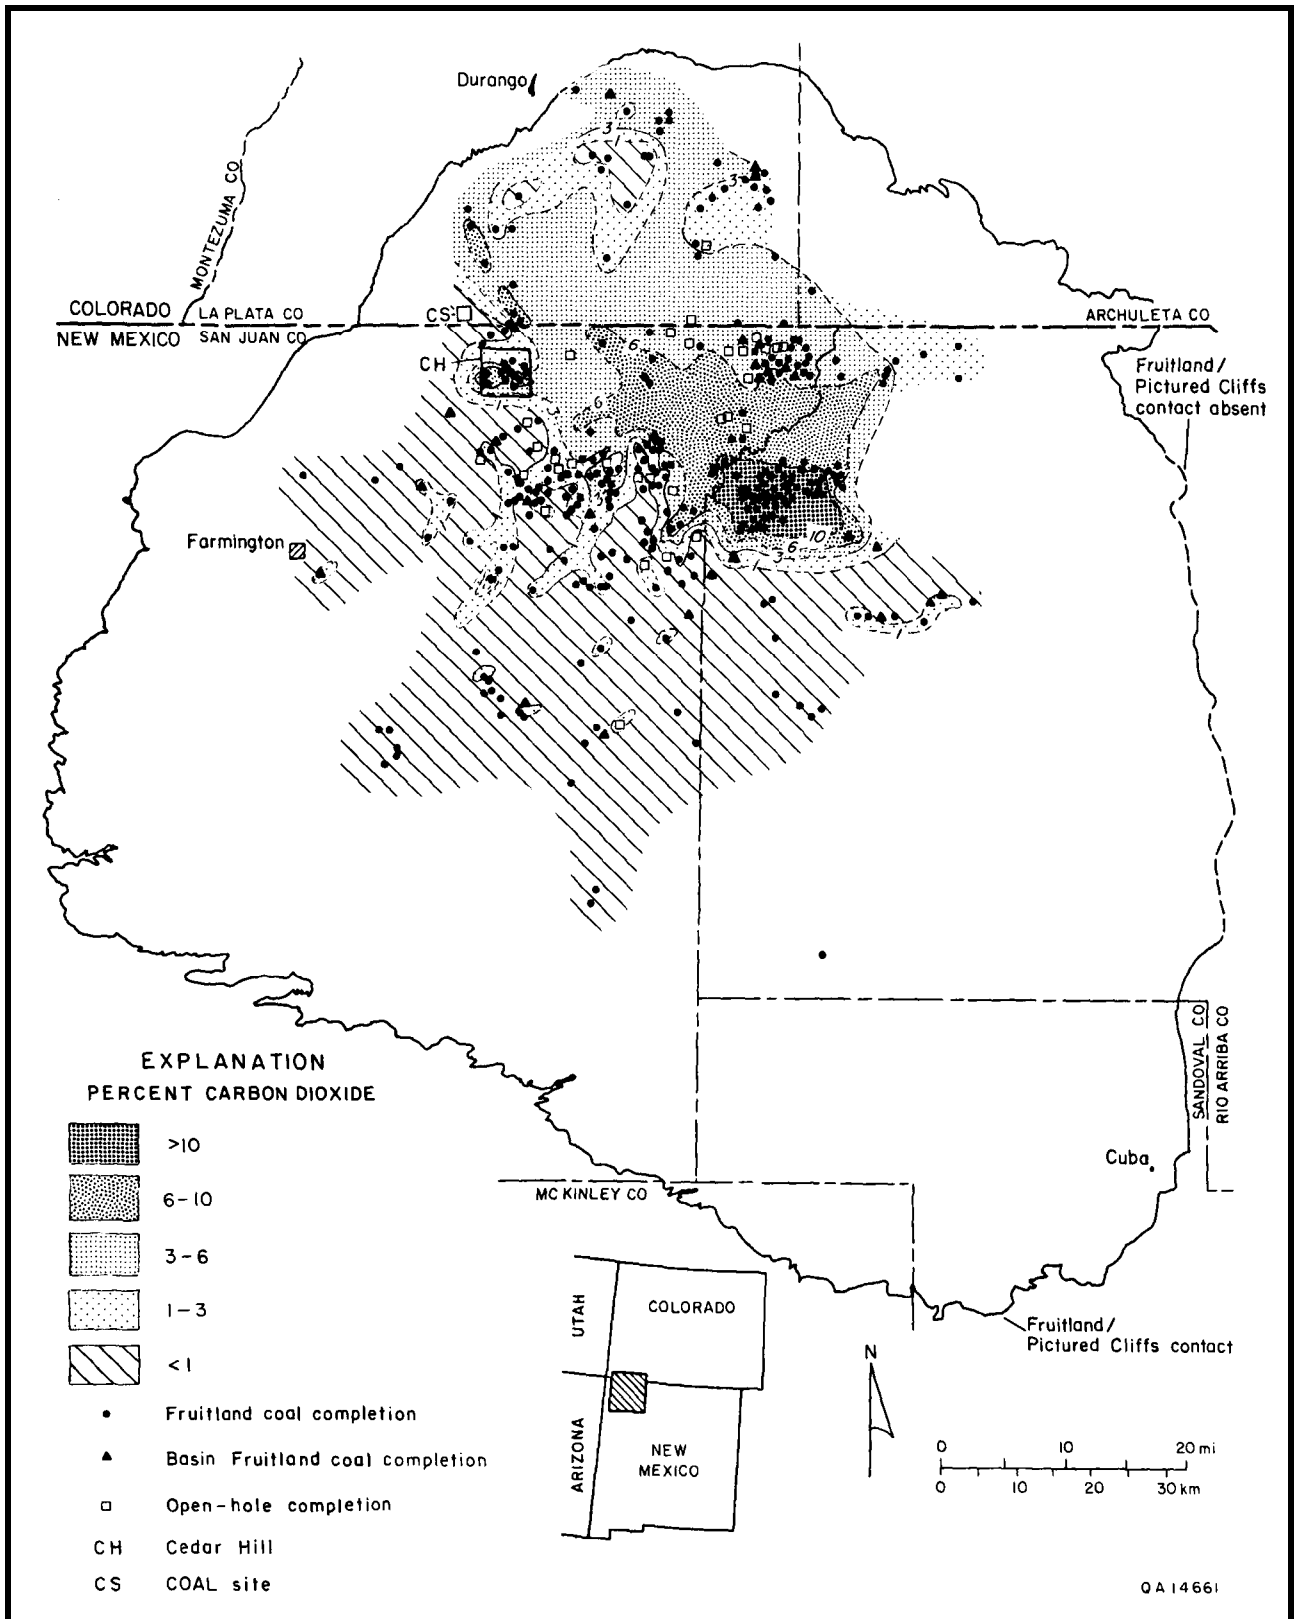 Durango
MONTEZUMA CO
3
3
COLORADO
LA PLATA CO
CS
ARCHULETA CO
NEW MEXICO
SAN JUAN CO
CH
6
Fruitland/
Pictured Cliffs
contact absent
6
Farmington
10
6
3
EXPLANATION
PERCENT CARBON DIOXIDE
>10
6-10
3-6
1-3
<1
Fruitland coal completion
Basin Fruitland coal completion
Open-hole completion
CH Cedar Hill
CS COAL site
SANDOVAL CO
RIO ARRIBA CO
Cuba
MC KINLEY CO
Fruitland/
Pictured Cliffs contact
UTAH
COLORADO
ARIZONA
NEW
MEXICO
N
0 10 20 mi
0 10 20 30 km
QA14661